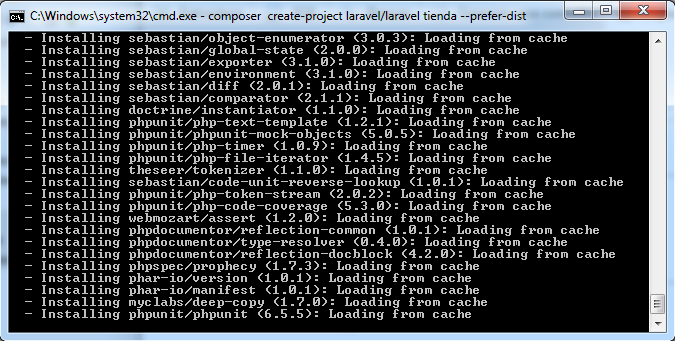 C:\Windows\system32\cmd.exe - composer create-project laravel/laravel tienda --prefer-dist
- Installing sebastian/object-enumerator (3.0.3): Loading from cache
- Installing sebastian/global-state (2.0.0): Loading from cache
- Installing sebastian/exporter (3.1.0): Loading from cache
- Installing sebastian/environment (3.1.0): Loading from cache
- Installing sebastian/diff (2.0.1): Loading from cache
- Installing sebastian/comparator (2.1.1): Loading from cache
- Installing doctrine/instantiator (1.1.0): Loading from cache
- Installing phpunit/php-text-template (1.2.1): Loading from cache
- Installing phpunit/phpunit-mock-objects (5.0.5): Loading from cache
- Installing phpunit/php-timer (1.0.9): Loading from cache
- Installing phpunit/php-file-iterator (1.4.5): Loading from cache
- Installing theseer/tokenizer (1.1.0): Loading from cache
- Installing sebastian/code-unit-reverse-lookup (1.0.1): Loading from cache
- Installing phpunit/php-token-stream (2.0.2): Loading from cache
- Installing phpunit/php-code-coverage (5.3.0): Loading from cache
- Installing webmozart/assert (1.2.0): Loading from cache
- Installing phpdocumentor/reflection-common (1.0.1): Loading from cache
- Installing phpdocumentor/type-resolver (0.4.0): Loading from cache
- Installing phpdocumentor/reflection-docblock (4.2.0): Loading from cache
- Installing phpspec/prophecy (1.7.3): Loading from cache
- Installing phar-io/version (1.0.1): Loading from cache
- Installing phar-io/manifest (1.0.1): Loading from cache
- Installing myclabs/deep-copy (1.7.0): Loading from cache
- Installing phpunit/phpunit (6.5.5): Loading from cache